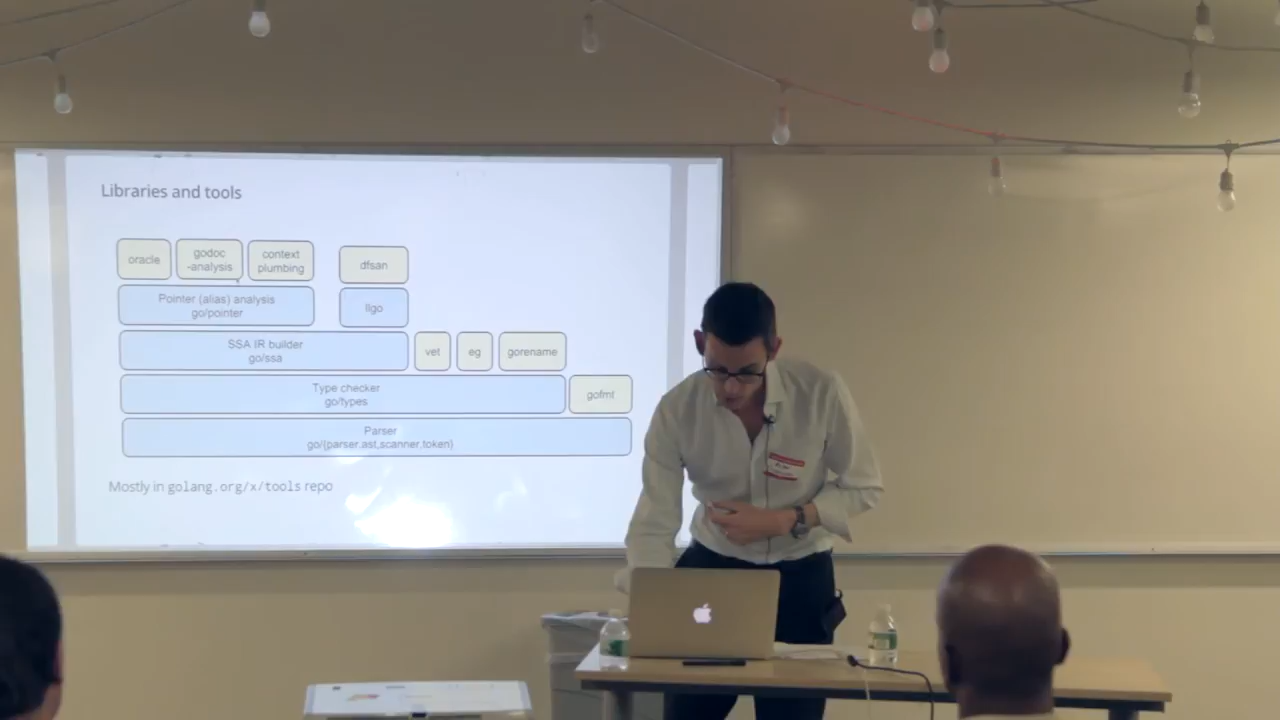 Libraries and tools
oracle
godoc
-analysis
context
plumbing
dfsan
Pointer (alias) analysis
go/pointer
llgo
SSA IR builder
go/ssa
vet
eg
gorename
Type checker
go/types
gofmt
Parser
go/{parser,ast,scanner,token}
Mostly in golang.org/x/tools repo